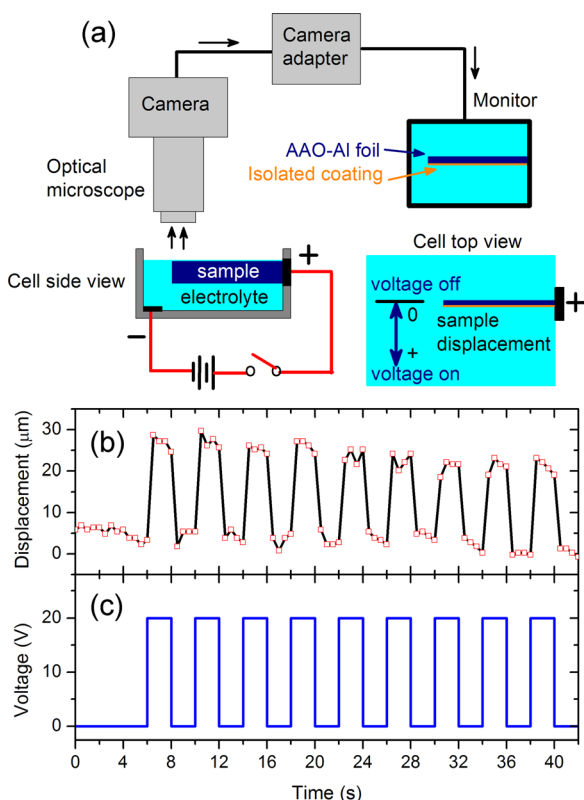 (a)
Camera
adapter
Camera
Monitor
Optical
microscope
AAO-Al foil
Isolated coating
Cell side view
sample
electrolyte
+
−
Cell top view
voltage off
0
+
sample
displacement
+
voltage on
(b)
Displacement (μm)
30
20
10
0
(c)
Voltage (V)
20
10
0
0 4 8 12 16 20 24 28 32 36 40
Time (s)